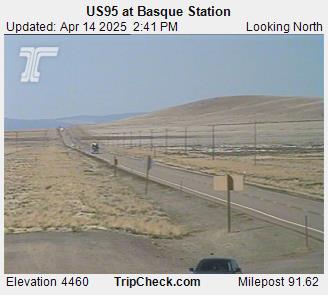 US95 at Basque Station
Updated: Apr 14 2025 2:41 PM Looking North
Elevation 4460 TripCheck.com Milepost 91.62